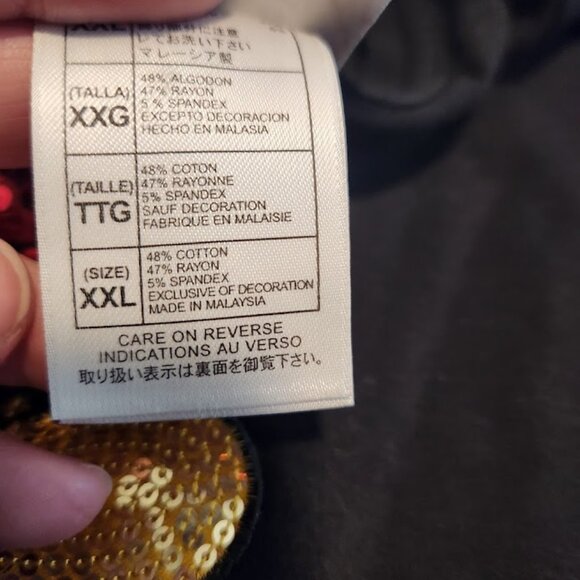 XXL
してお洗い下さい
マレーシア製
(TALLA)
XXG
48% ALGODON
47% RAYON
5 % SPANDEX
EXCEPTO DECORACION
HECHO EN MALASIA
(TAILLE)
TTG
48% COTON
47% RAYONNE
5% SPANDEX
SAUF DECORATION
FABRIQUE EN MALAISIE
(SIZE)
XXL
48% COTTON
47% RAYON
5% SPANDEX
EXCLUSIVE OF DECORATION
MADE IN MALAYSIA
CARE ON REVERSE
INDICATIONS AU VERSO
取り扱い表示は裏面を御覧下さい。